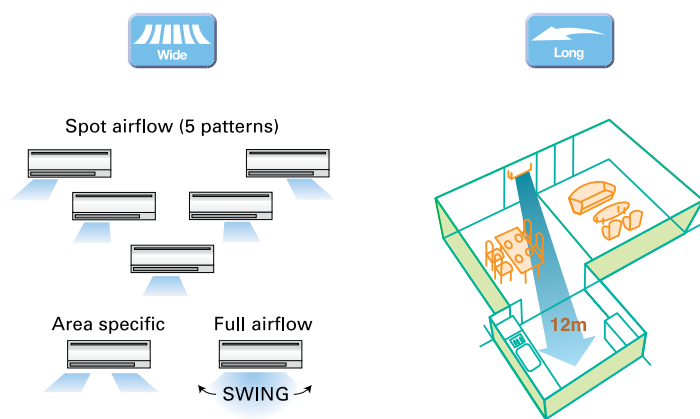 Wide
Long
Spot airflow (5 patterns)
Area specific
Full airflow
SWING
12m